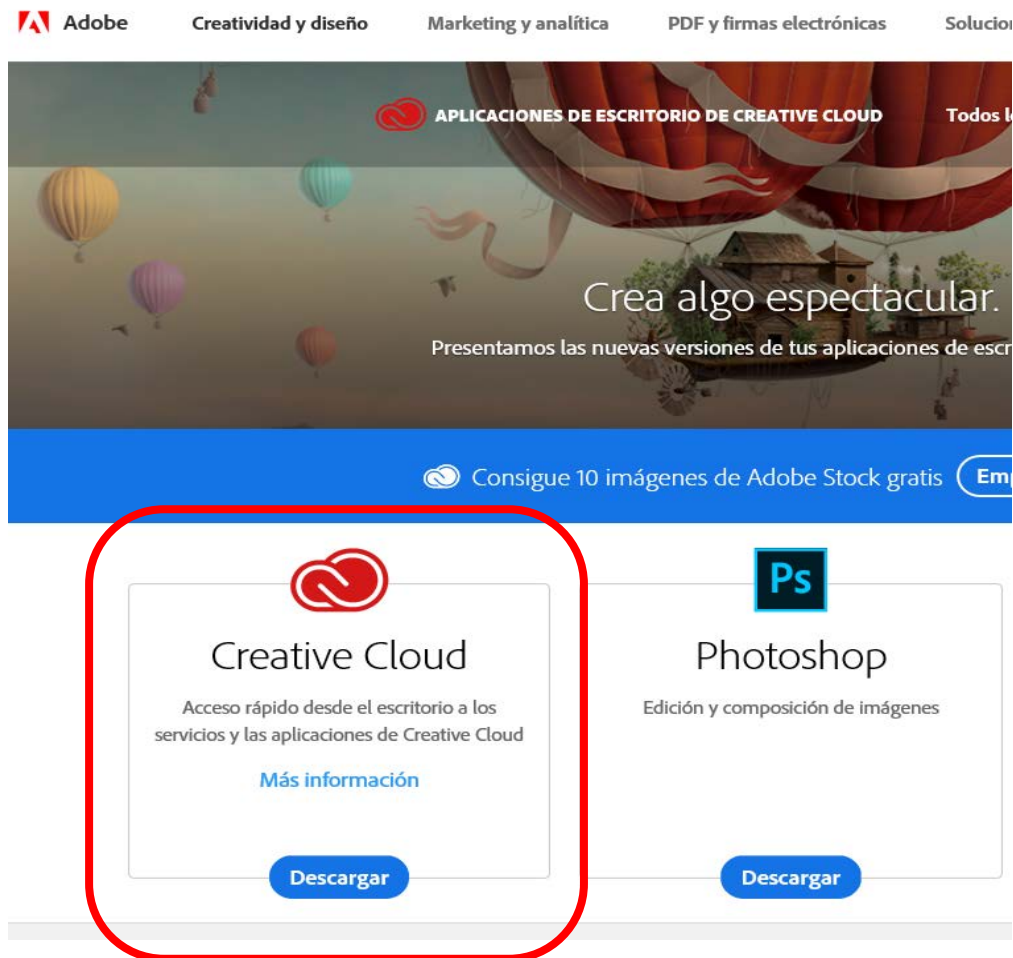 Adobe Creatividad y diseño Marketing y analítica PDF y firmas electrónicas
APLICACIONES DE ESCRITORIO DE CREATIVE CLOUD Todos
Crea algo espectacular.
Presentamos las nuevas versiones de tus aplicaciones de
Consigue 10 imágenes de Adobe Stock gratis
Creative Cloud
Acceso rápido desde el escritorio a los
servicios y las aplicaciones de Creative Cloud
Más información
Descargar
Ps
Photoshop
Edición y composición de imágenes
Descargar